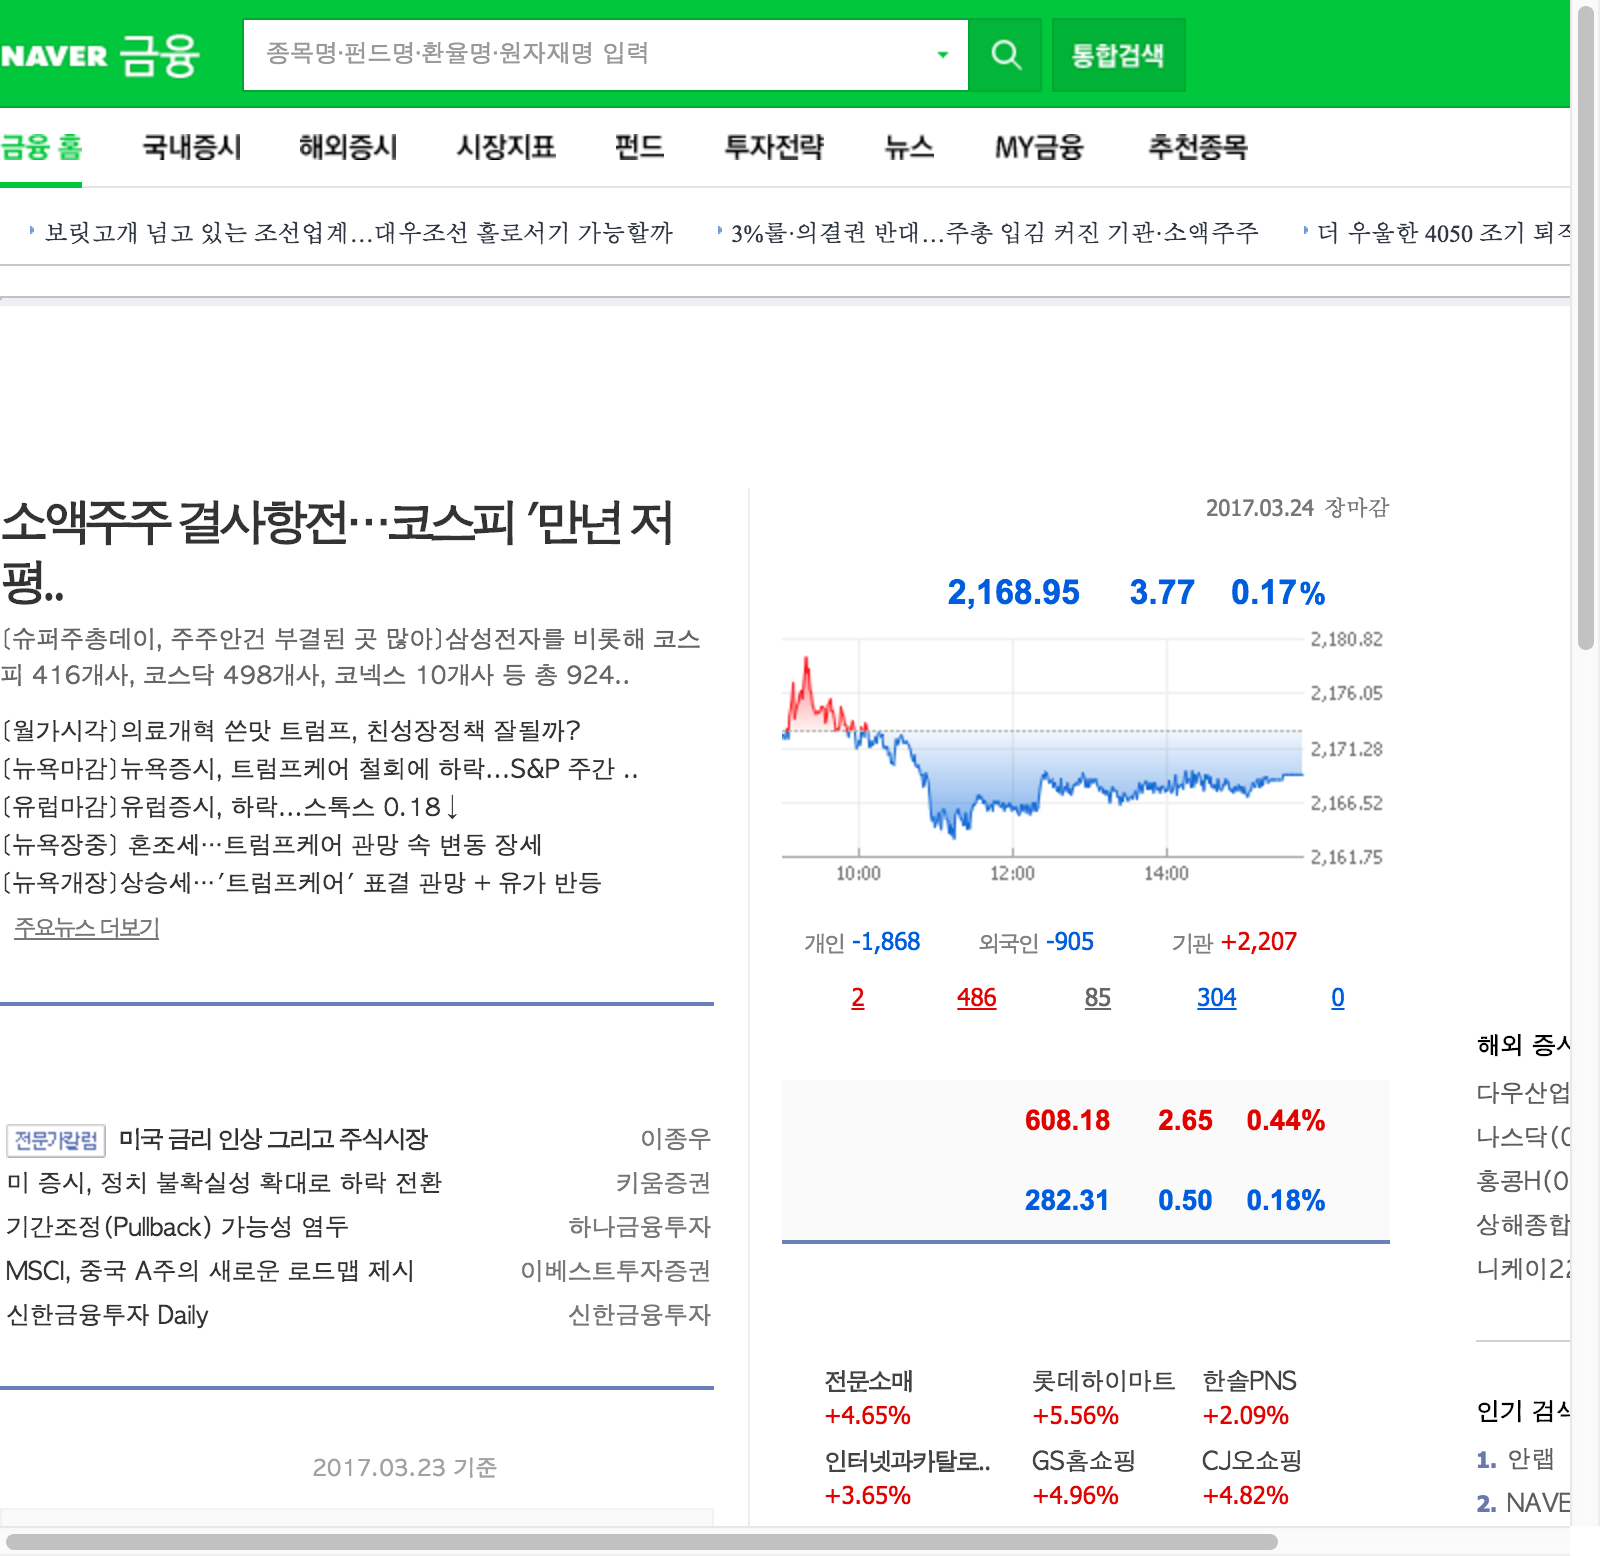 NAVER 금융
종목명·펀드명·환율명·원자재명 입력
통합검색
금융 홈 국내증시 해외증시 시장지표 펀드 투자전략 뉴스 MY금융 추천종목
보릿고개 넘고 있는 조선업계…대우조선 홀로서기 가능할까 3%룰·의결권 반대…주총 입김 커진 기관·소액주주 더 우울한 4050 조기 퇴직
소액주주 결사항전…코스피 '만년 저
평..
[슈퍼주총데이, 주주안건 부결된 곳 많아]삼성전자를 비롯해 코스
피 416개사, 코스닥 498개사, 코넥스 10개사 등 총 924..
[월가시각]의료개혁 쓴맛 트럼프, 친성장정책 잘될까?
[뉴욕마감]뉴욕증시, 트럼프케어 철회에 하락...S&P 주간 ..
[유럽마감]유럽증시, 하락...스톡스 0.18↓
[뉴욕장중] 혼조세…트럼프케어 관망 속 변동 장세
[뉴욕개장]상승세…'트럼프케어' 표결 관망 + 유가 반등
주요뉴스 더보기
전문가칼럼 미국 금리 인상 그리고 주식시장 이종우
미 증시, 정치 불확실성 확대로 하락 전환 키움증권
기간조정(Pullback) 가능성 염두 하나금융투자
MSCI, 중국 A주의 새로운 로드맵 제시 이베스트투자증권
신한금융투자 Daily 신한금융투자
2017.03.23 기준
2017.03.24 장마감
2,168.95 3.77 0.17%
2,180.82
2,176.05
2,171.28
2,166.52
2,161.75
10:00 12:00 14:00
개인 -1,868 외국인 -905 기관 +2,207
2 486 85 304 0
608.18 2.65 0.44%
282.31 0.50 0.18%
전문소매 롯데하이마트 한솔PNS
+4.65% +5.56% +2.09%
인터넷과카탈로.. GS홈쇼핑 CJ오쇼핑
+3.65% +4.96% +4.82%
해외 증시
다우산업
나스닥(
홍콩H(
상해종합
니케이22
인기 검색
1. 안랩
2. NAVE